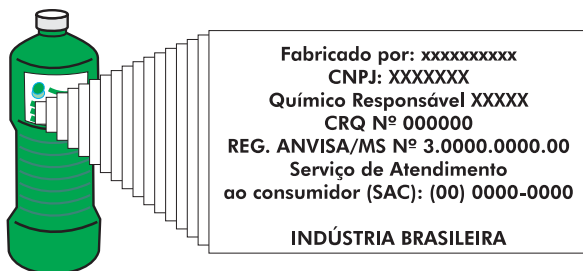 Fabricado por: xxxxxxxxxx
CNPJ: XXXXXXX
Químico Responsável XXXXX
CRQ Nº 000000
REG. ANVISA/MS Nº 3.0000.0000.00
Serviço de Atendimento
ao consumidor (SAC): (00) 0000-0000
INDÚSTRIA BRASILEIRA